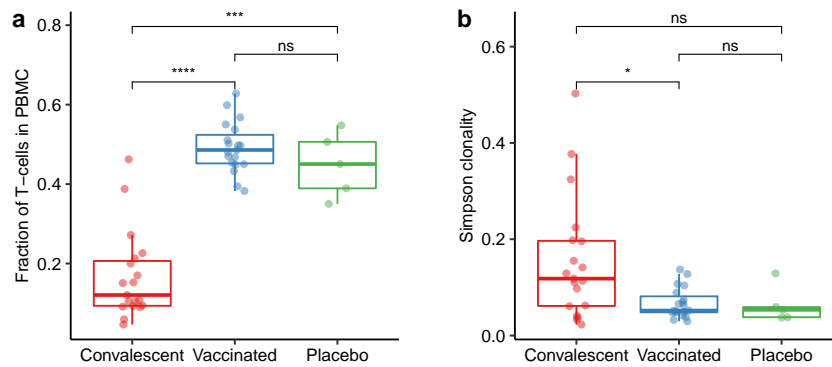 a
Fraction of T-cells in PBMC
0.8
0.6
0.4
0.2
***
ns
****
Convalescent Vaccinated Placebo
b
Simpson clonality
0.6
0.4
0.2
0.0
ns
ns
*
Convalescent Vaccinated Placebo